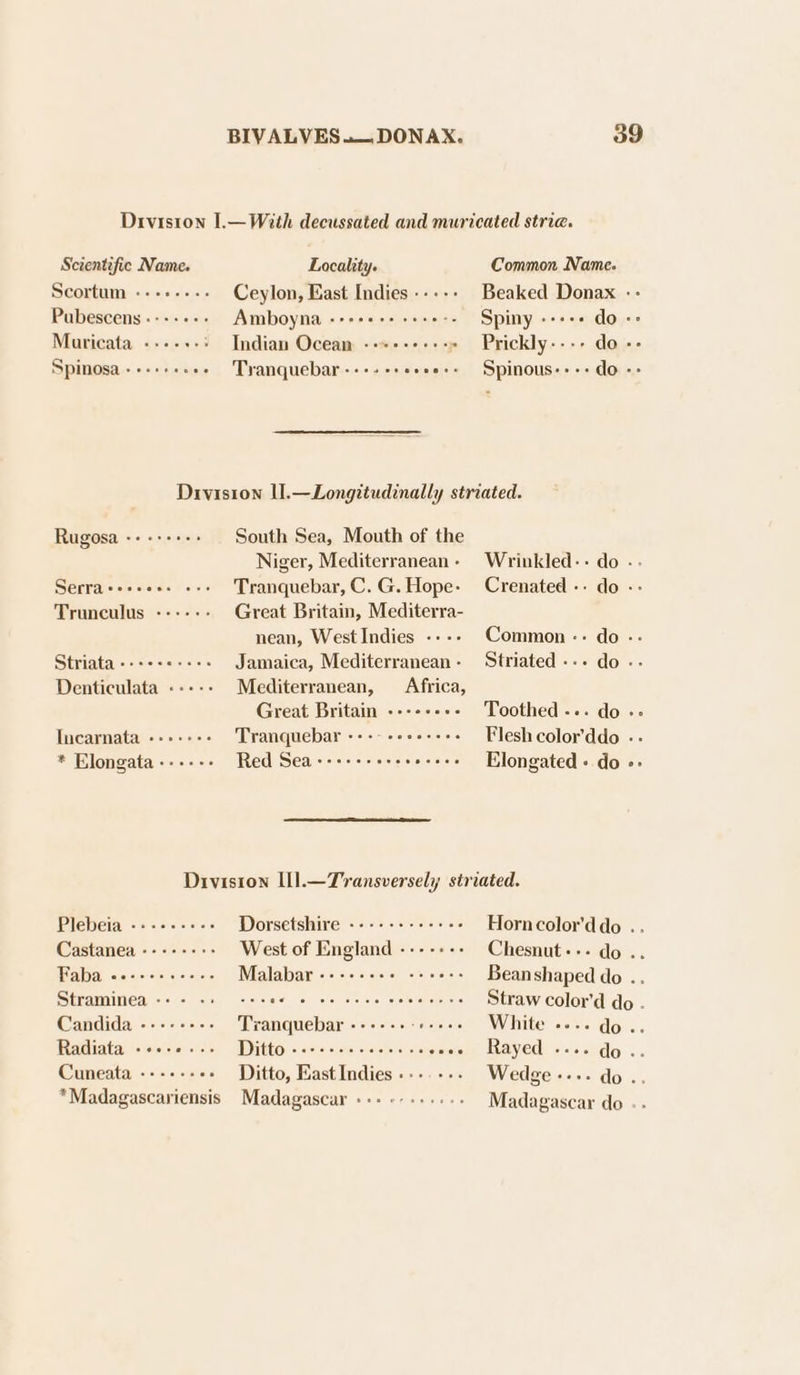 BIVALVES.—DONAX. 39
Division I.—With decussated and muricated striæ.
Scientific Name. Locality. Common Name.
Scortum ........ Ceylon, East Indies ..... Beaked Donax ..
Pubescens ....... Amboyna ............. Spiny ..... do ..
Muricata ....... Indian Ocean .......... Prickly .... do ..
Spinosa ......... Tranquebar ............ Spinous .... do ..
Division II.—Longitudinally striated.
Rugosa ........ South Sea, Mouth of the
Niger, Mediterranean . Wrinkled .. do ..
Serra ....... ... Tranquebar, C. G. Hope. Crenated .. do ..
Trunculus ...... Great Britain, Mediterra-
nean, West Indies .... Common .. do ..
Striata .......... Jamaica, Mediterranean . Striated ... do ..
Denticulata ..... Mediterranean, Africa,
Great Britain ........ Toothed ... do ..
Incarnata ....... Tranquebar ........... Flesh color'd do ..
* Elongata ...... Red Sea ............... Elongated . do ..
Division III.—Transversely striated.
Plebeia ......... Dorsetshire ............ Horn color'd do ..
Castanea ........ West of England ....... Chesnut ... do ..
Faba ........... Malabar ........ ...... Bean shaped do ..
Straminea .. . .. ..... . .. .... ........ Straw color'd do .
Candida ........ Tranquebar ............ White .... do ..
Radiata ........ Ditto ................. Rayed .... do ..
Cuneata ........ Ditto, East Indies ... ... Wedge .... do ..
*Madagascariensis Madagascar ........... Madagascar do ..